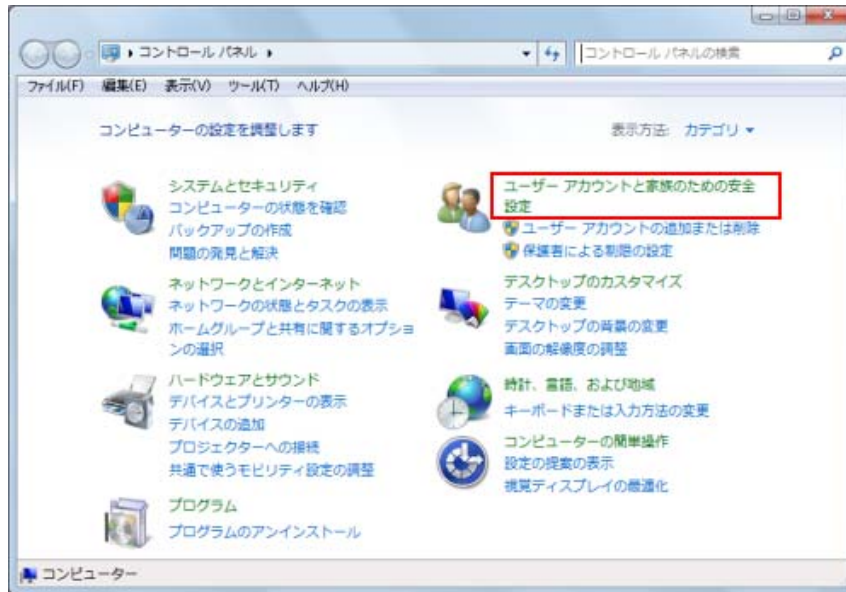 コントロール パネル
コントロール パネルの検索
ファイル(F) 編集(E) 表示(V) ツール(T) ヘルプ(H)
コンピューターの設定を調整します
表示方法: カテゴリ
システムとセキュリティ
コンピューターの状態を確認
バックアップの作成
問題の発見と解決
ネットワークとインターネット
ネットワークの状態とタスクの表示
ホームグループと共有に関するオプショ
ンの選択
ハードウェアとサウンド
デバイスとプリンターの表示
デバイスの追加
プロジェクターへの接続
共通で使うモビリティ設定の調整
プログラム
プログラムのアンインストール
ユーザー アカウントと家族のための安全
設定
ユーザー アカウントの追加または削除
保護者による制限の設定
デスクトップのカスタマイズ
テーマの変更
デスクトップの背景の変更
画面の解像度の調整
時計、言語、および地域
キーボードまたは入力方法の変更
コンピューターの簡単操作
設定の提案の表示
視覚ディスプレイの最適化
コンピューター